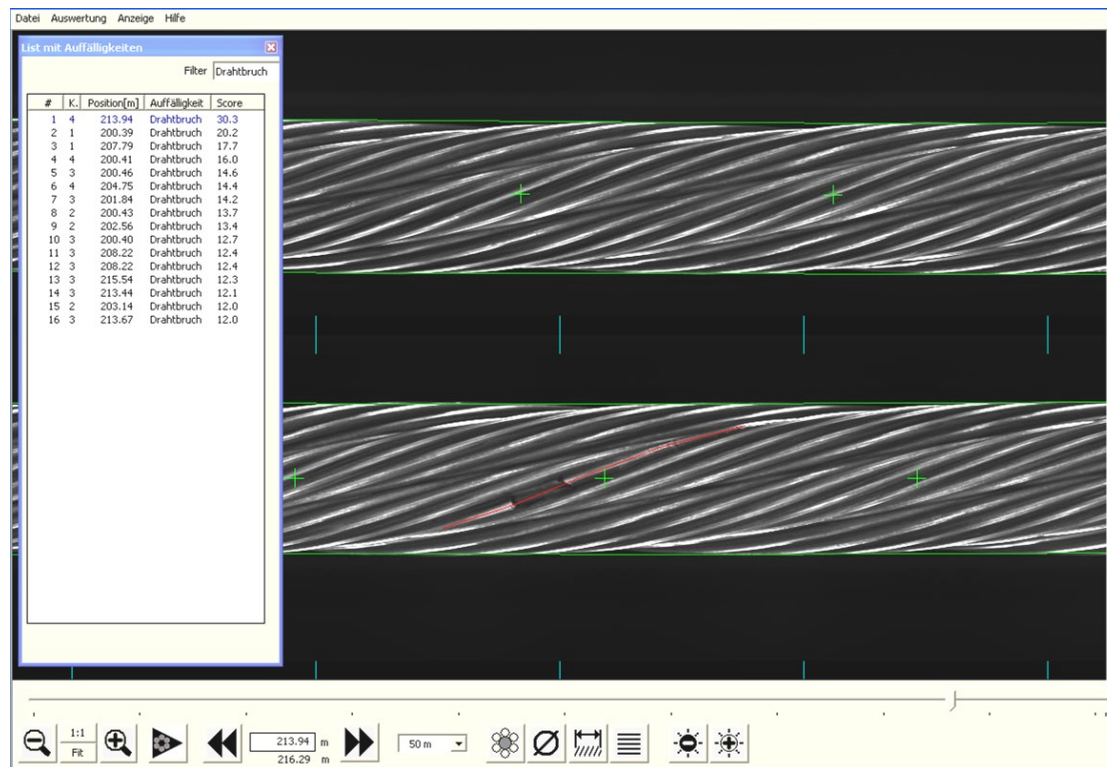 Datei Auswertung Anzeige Hilfe
List mit Auffälligkeiten
Filter Drahtbruch
# K. Position[m] Auffälligkeit Score
1 4 213.94 Drahtbruch 30.3
2 1 200.39 Drahtbruch 20.2
3 1 207.79 Drahtbruch 17.7
4 4 200.41 Drahtbruch 16.0
5 3 200.46 Drahtbruch 14.6
6 4 204.75 Drahtbruch 14.4
7 3 201.84 Drahtbruch 14.2
8 2 200.43 Drahtbruch 13.7
9 2 202.56 Drahtbruch 13.4
10 3 200.40 Drahtbruch 12.7
11 3 208.22 Drahtbruch 12.4
12 3 208.22 Drahtbruch 12.4
13 3 215.54 Drahtbruch 12.3
14 3 213.44 Drahtbruch 12.1
15 2 203.14 Drahtbruch 12.0
16 3 213.67 Drahtbruch 12.0
1:1
Fit
213.94 m
216.29 m
50 m